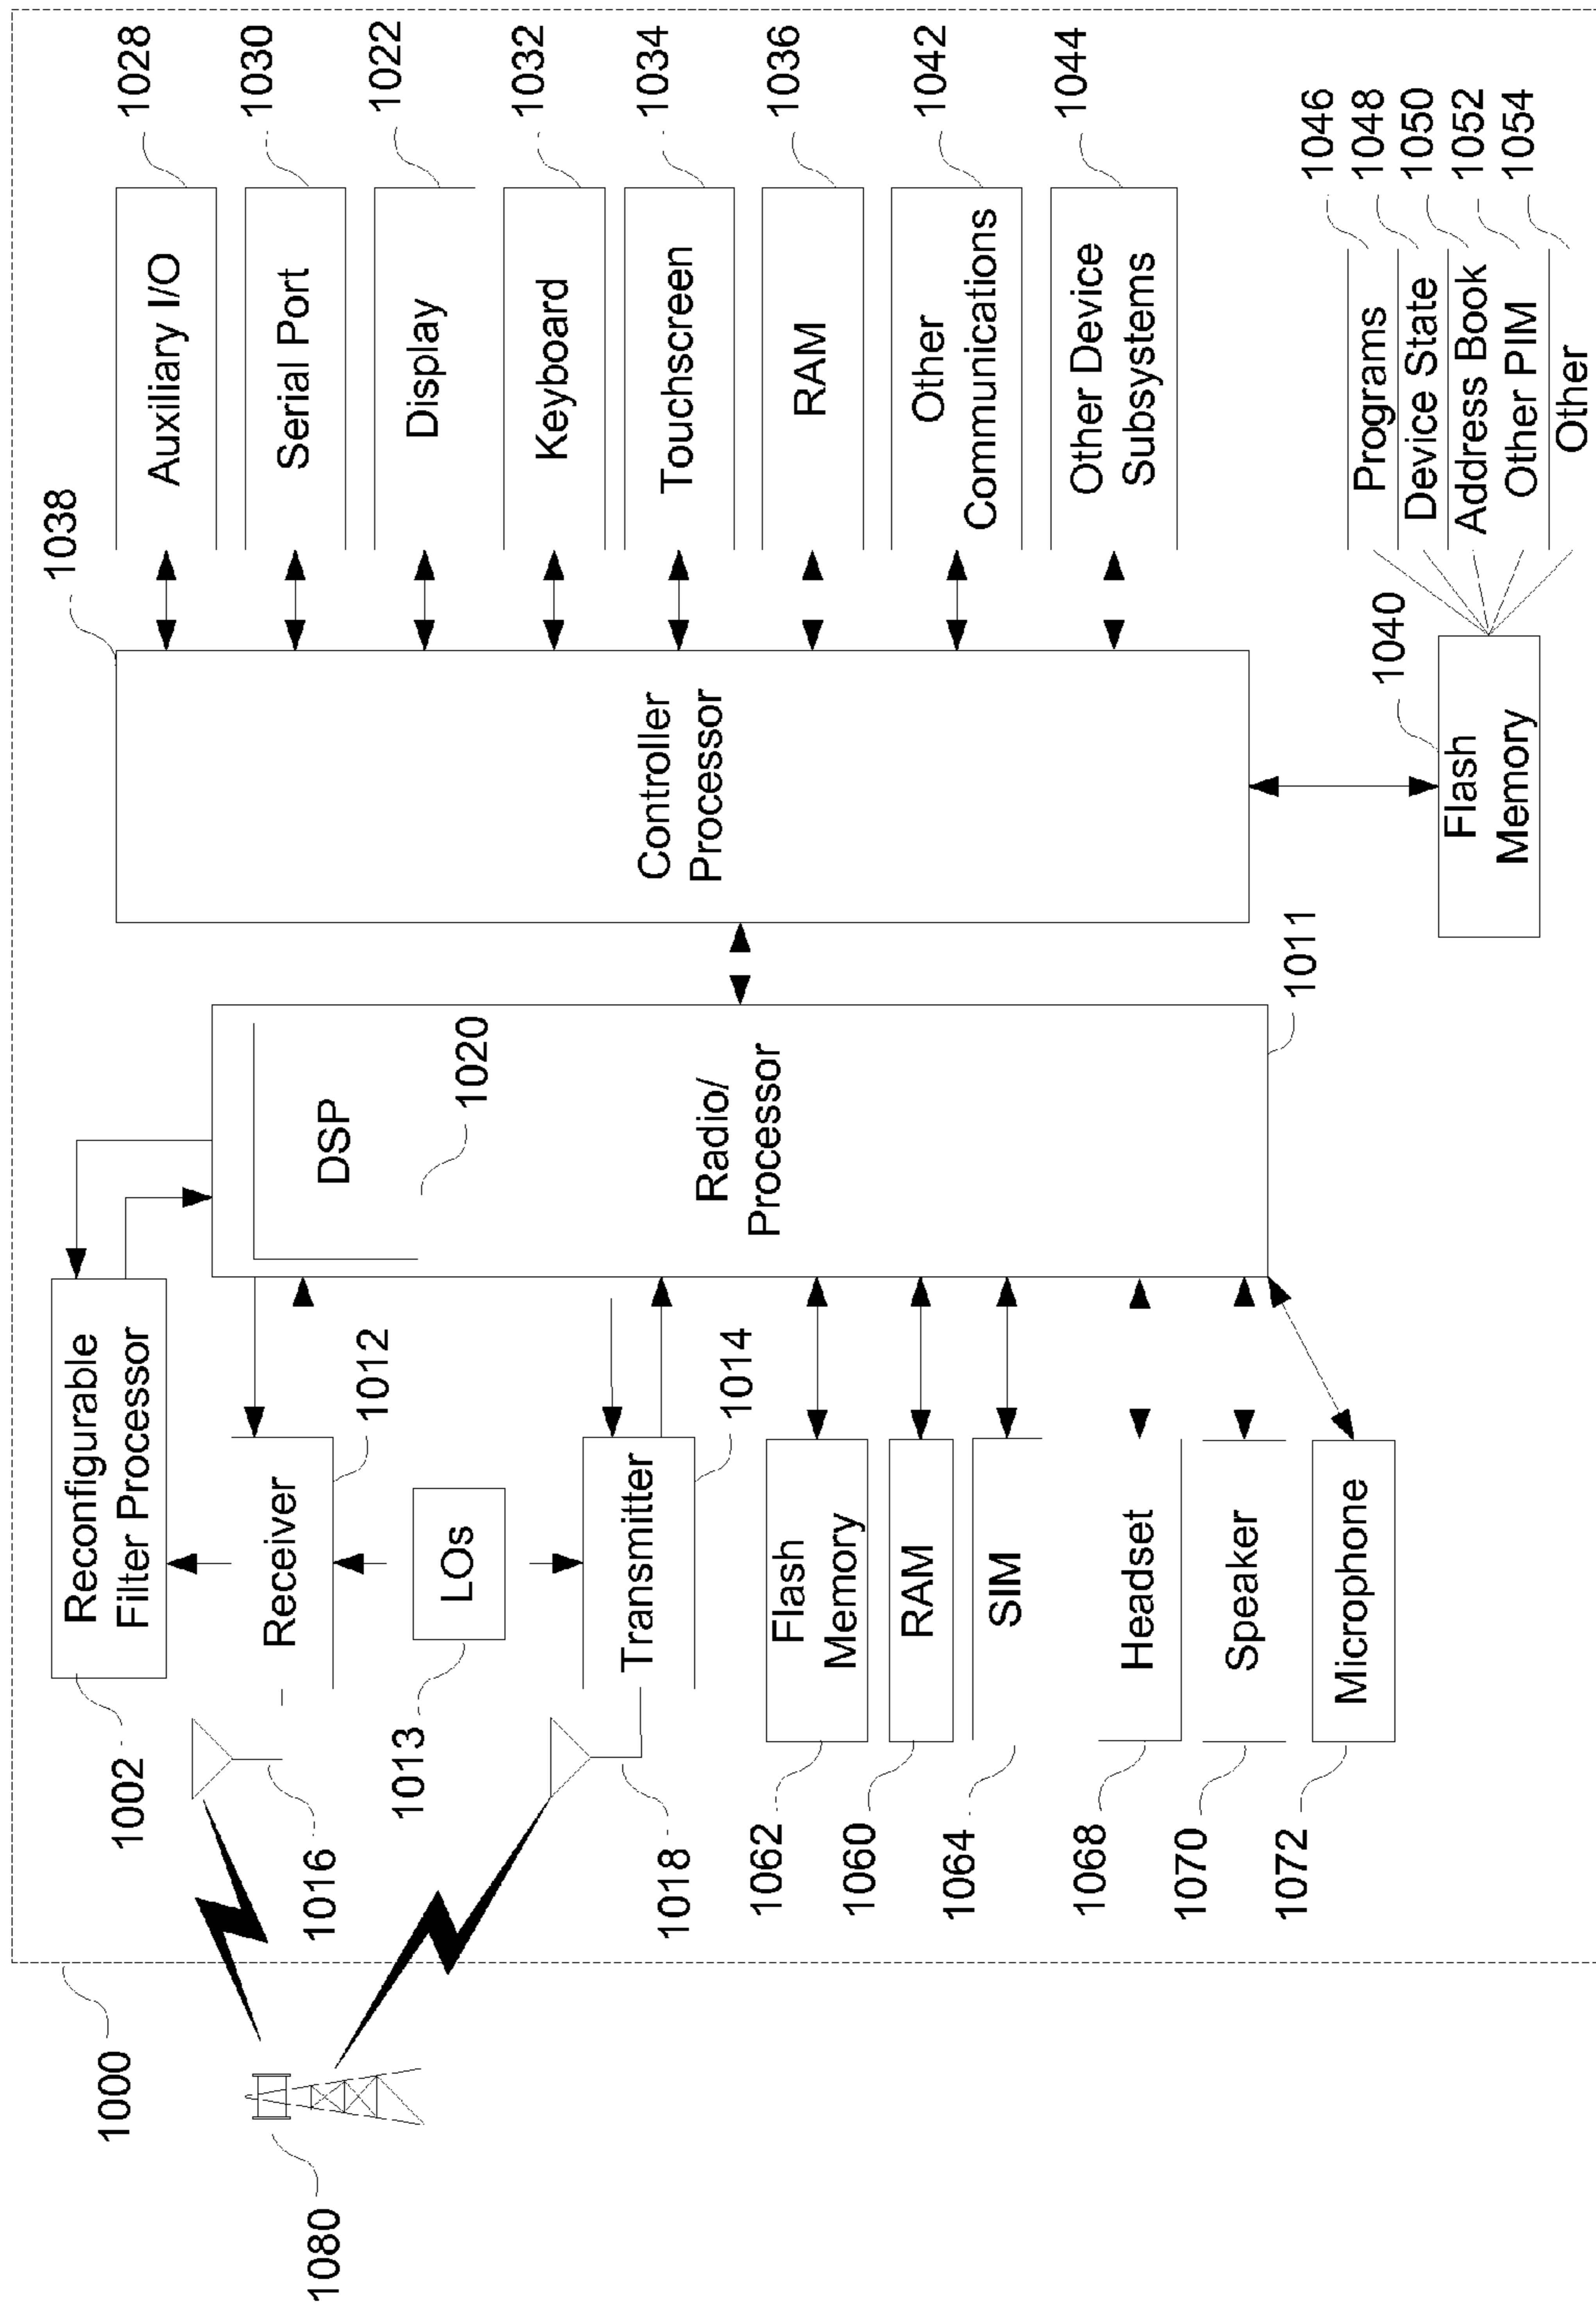 1000
1080
1002
Reconfigurable
Filter Processor
1016
Receiver
1012
1013
LOs
1018
Transmitter
1014
1062
Flash
Memory
1060
RAM
1064
SIM
1068
Headset
1070
Speaker
1072
Microphone
DSP
1020
Radio/
Processor
1011
1038
Controller
Processor
1040
Flash
Memory
Auxiliary I/O
1028
Serial Port
1030
Display
1022
Keyboard
1032
Touchscreen
1034
RAM
1036
Other
Communications
1042
Other Device
Subsystems
1044
Programs
1046
Device State
1048
Address Book
1050
Other PIM
1052
Other
1054